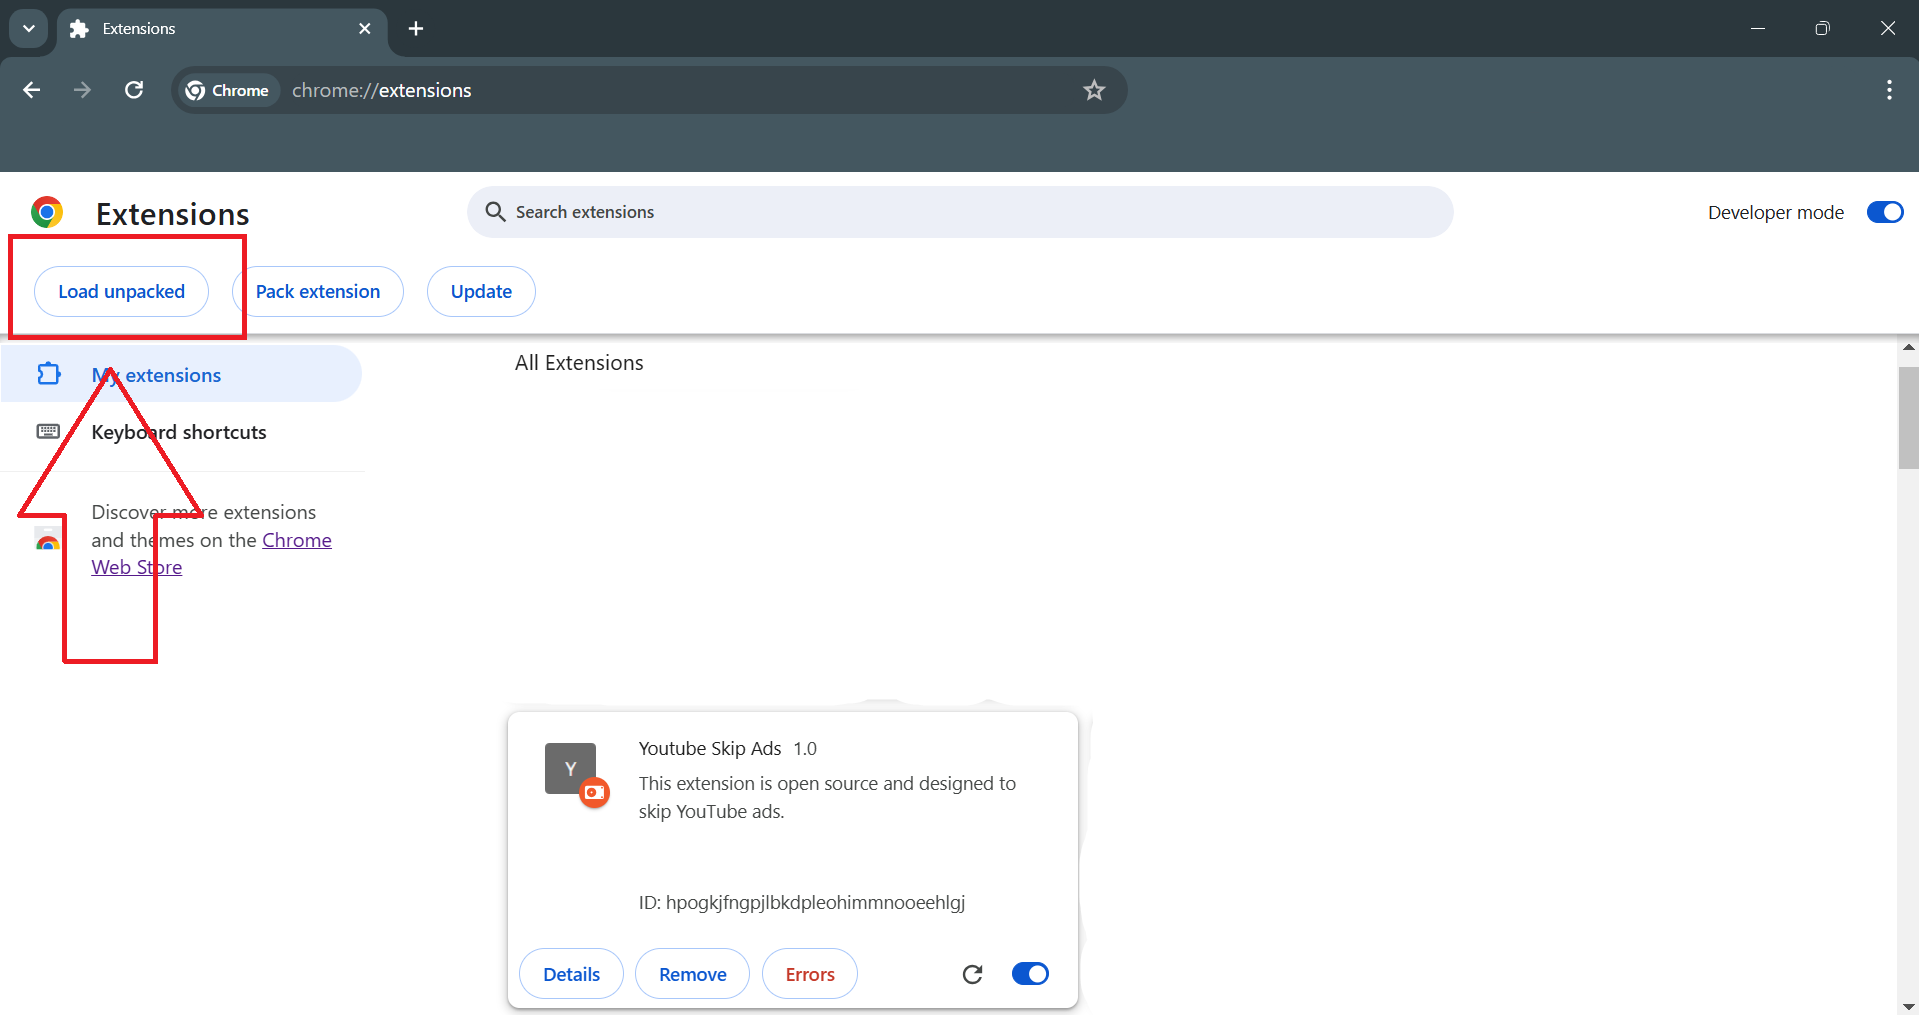 Extensions
Chrome
chrome://extensions
Extensions
Search extensions
Developer mode
Load unpacked
Pack extension
Update
My extensions
All Extensions
Keyboard shortcuts
Discover more extensions
and themes on the Chrome
Web Store
Y
Youtube Skip Ads 1.0
This extension is open source and designed to
skip YouTube ads.
ID: hpogkjfngpjlbkdpleohimmnooeehlgj
Details
Remove
Errors